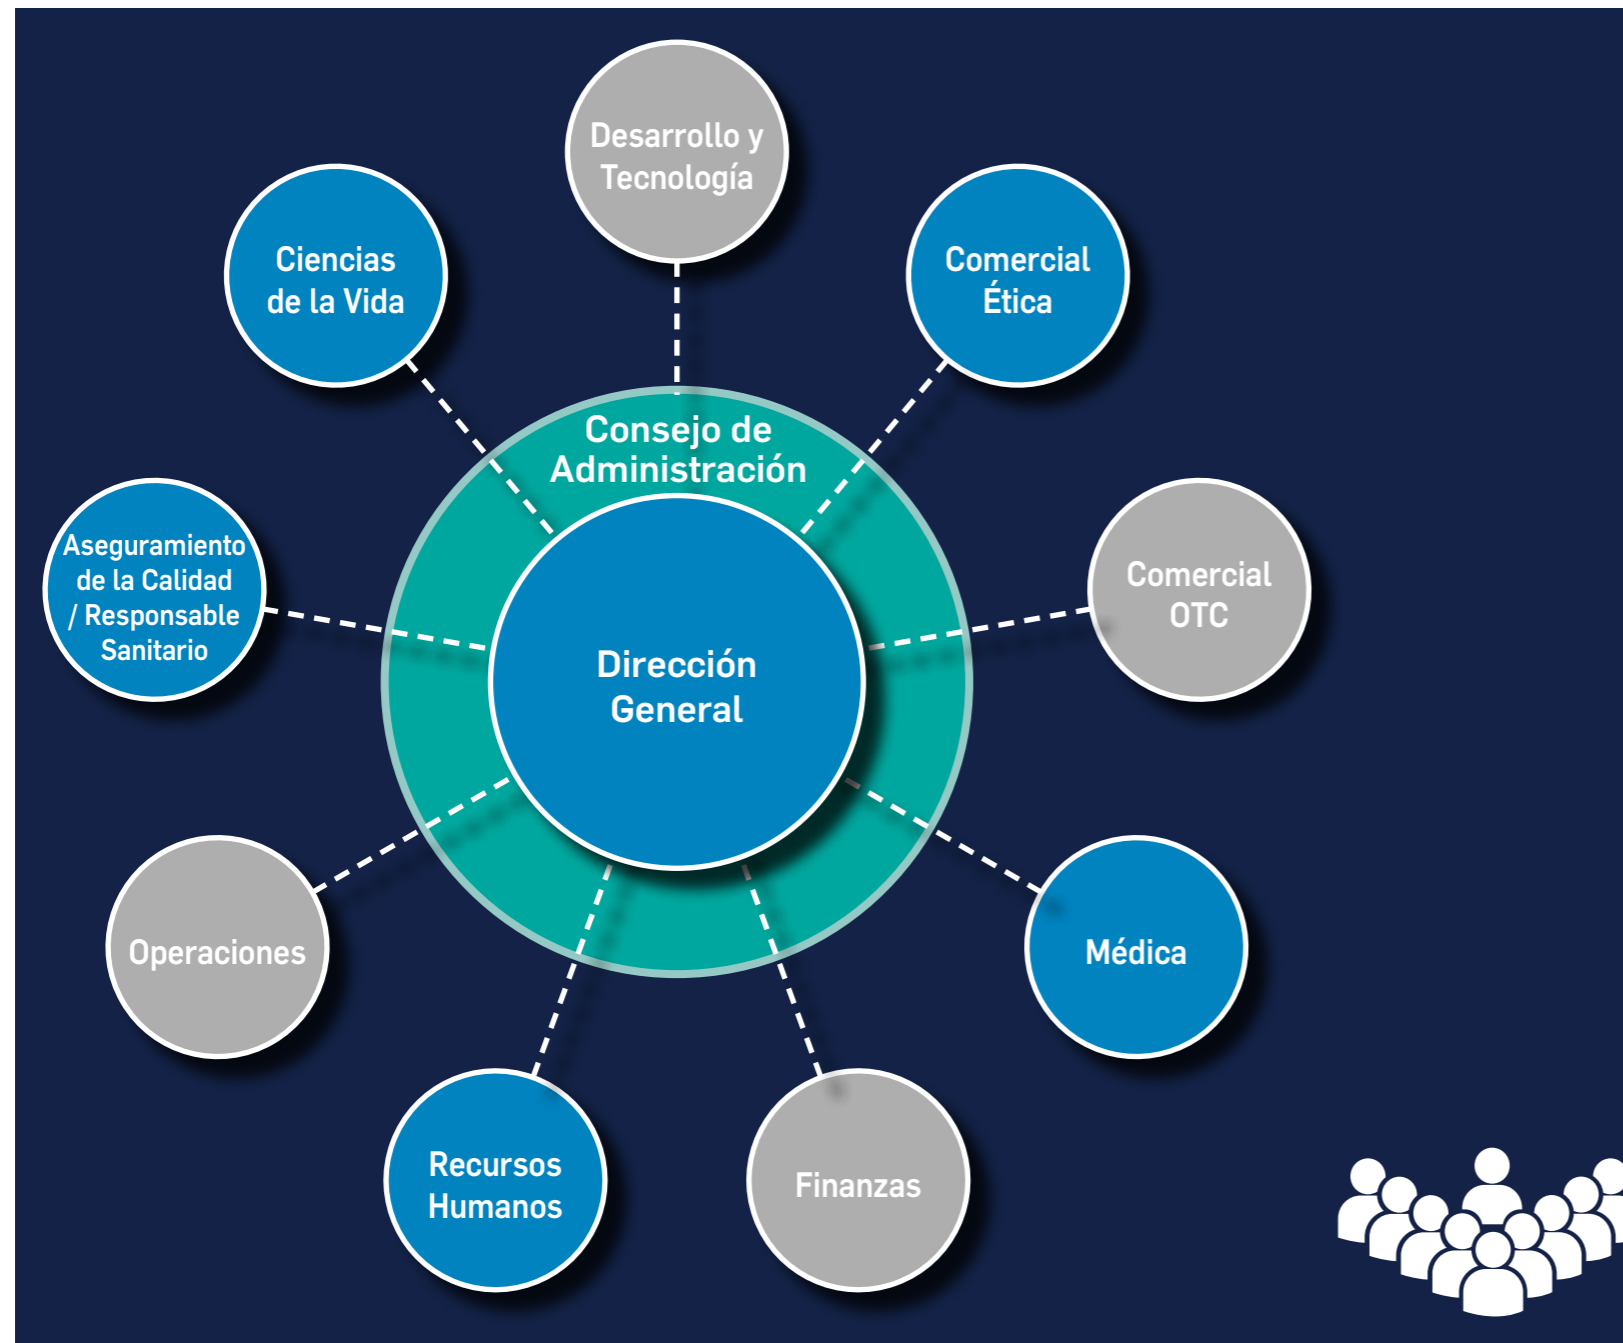 Desarrollo y
Tecnología
Ciencias
de la Vida
Comercial
Ética
Consejo de
Administración
Aseguramiento
de la Calidad
/ Responsable
Sanitario
Comercial
OTC
Dirección
General
Operaciones
Médica
Recursos
Humanos
Finanzas